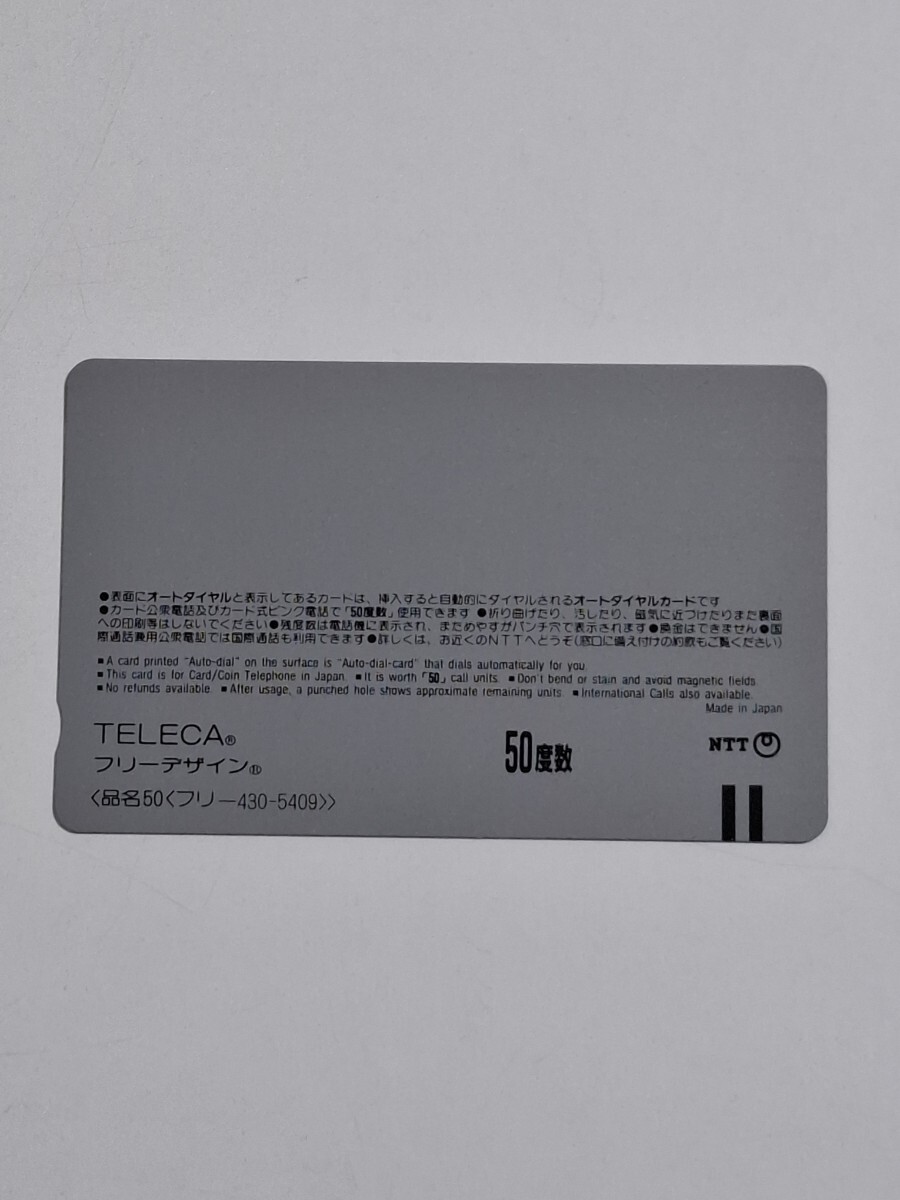 ●表面にオートダイヤルと表示してあるカードは、挿入すると自動的にダイヤルされるオートダイヤルカードです
●カード公衆電話及びカード式ピンク電話で「50度数」使用できます ●折り曲げたり、汚したり、磁気に近づけたりまた裏面
への印刷等はしないでください ●残度数は電話機に表示され、まためやすがパンチ穴で表示されます ●換金はできません ●国
際通話兼用公衆電話では国際通話も利用できます ●詳しくは、お近くのNTTへどうぞ(窓口に備え付けの約款もご覧ください)
■A card printed "Auto-dial" on the surface is "Auto-dial-card" that dials automatically for you.
■This card is for Card/Coin Telephone in Japan. ■It is worth「50」call units. ■Don't bend or stain and avoid magnetic fields.
■No refunds available. ■After usage, a punched hole shows approximate remaining units. ■International Calls also available.
Made in Japan
TELECA®
フリーデザイン®
50度数
NTT
〈品名50〈フリー430-5409〉〉